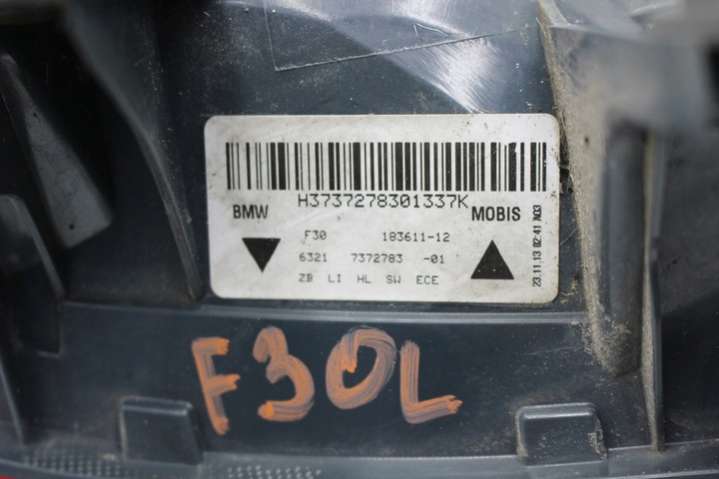 H3737278301337K
BMW MOBIS
F30 183611-12
6321 7372783 -01
ZB LI HL SW ECE
23.11.13 02:41 A03
F30L